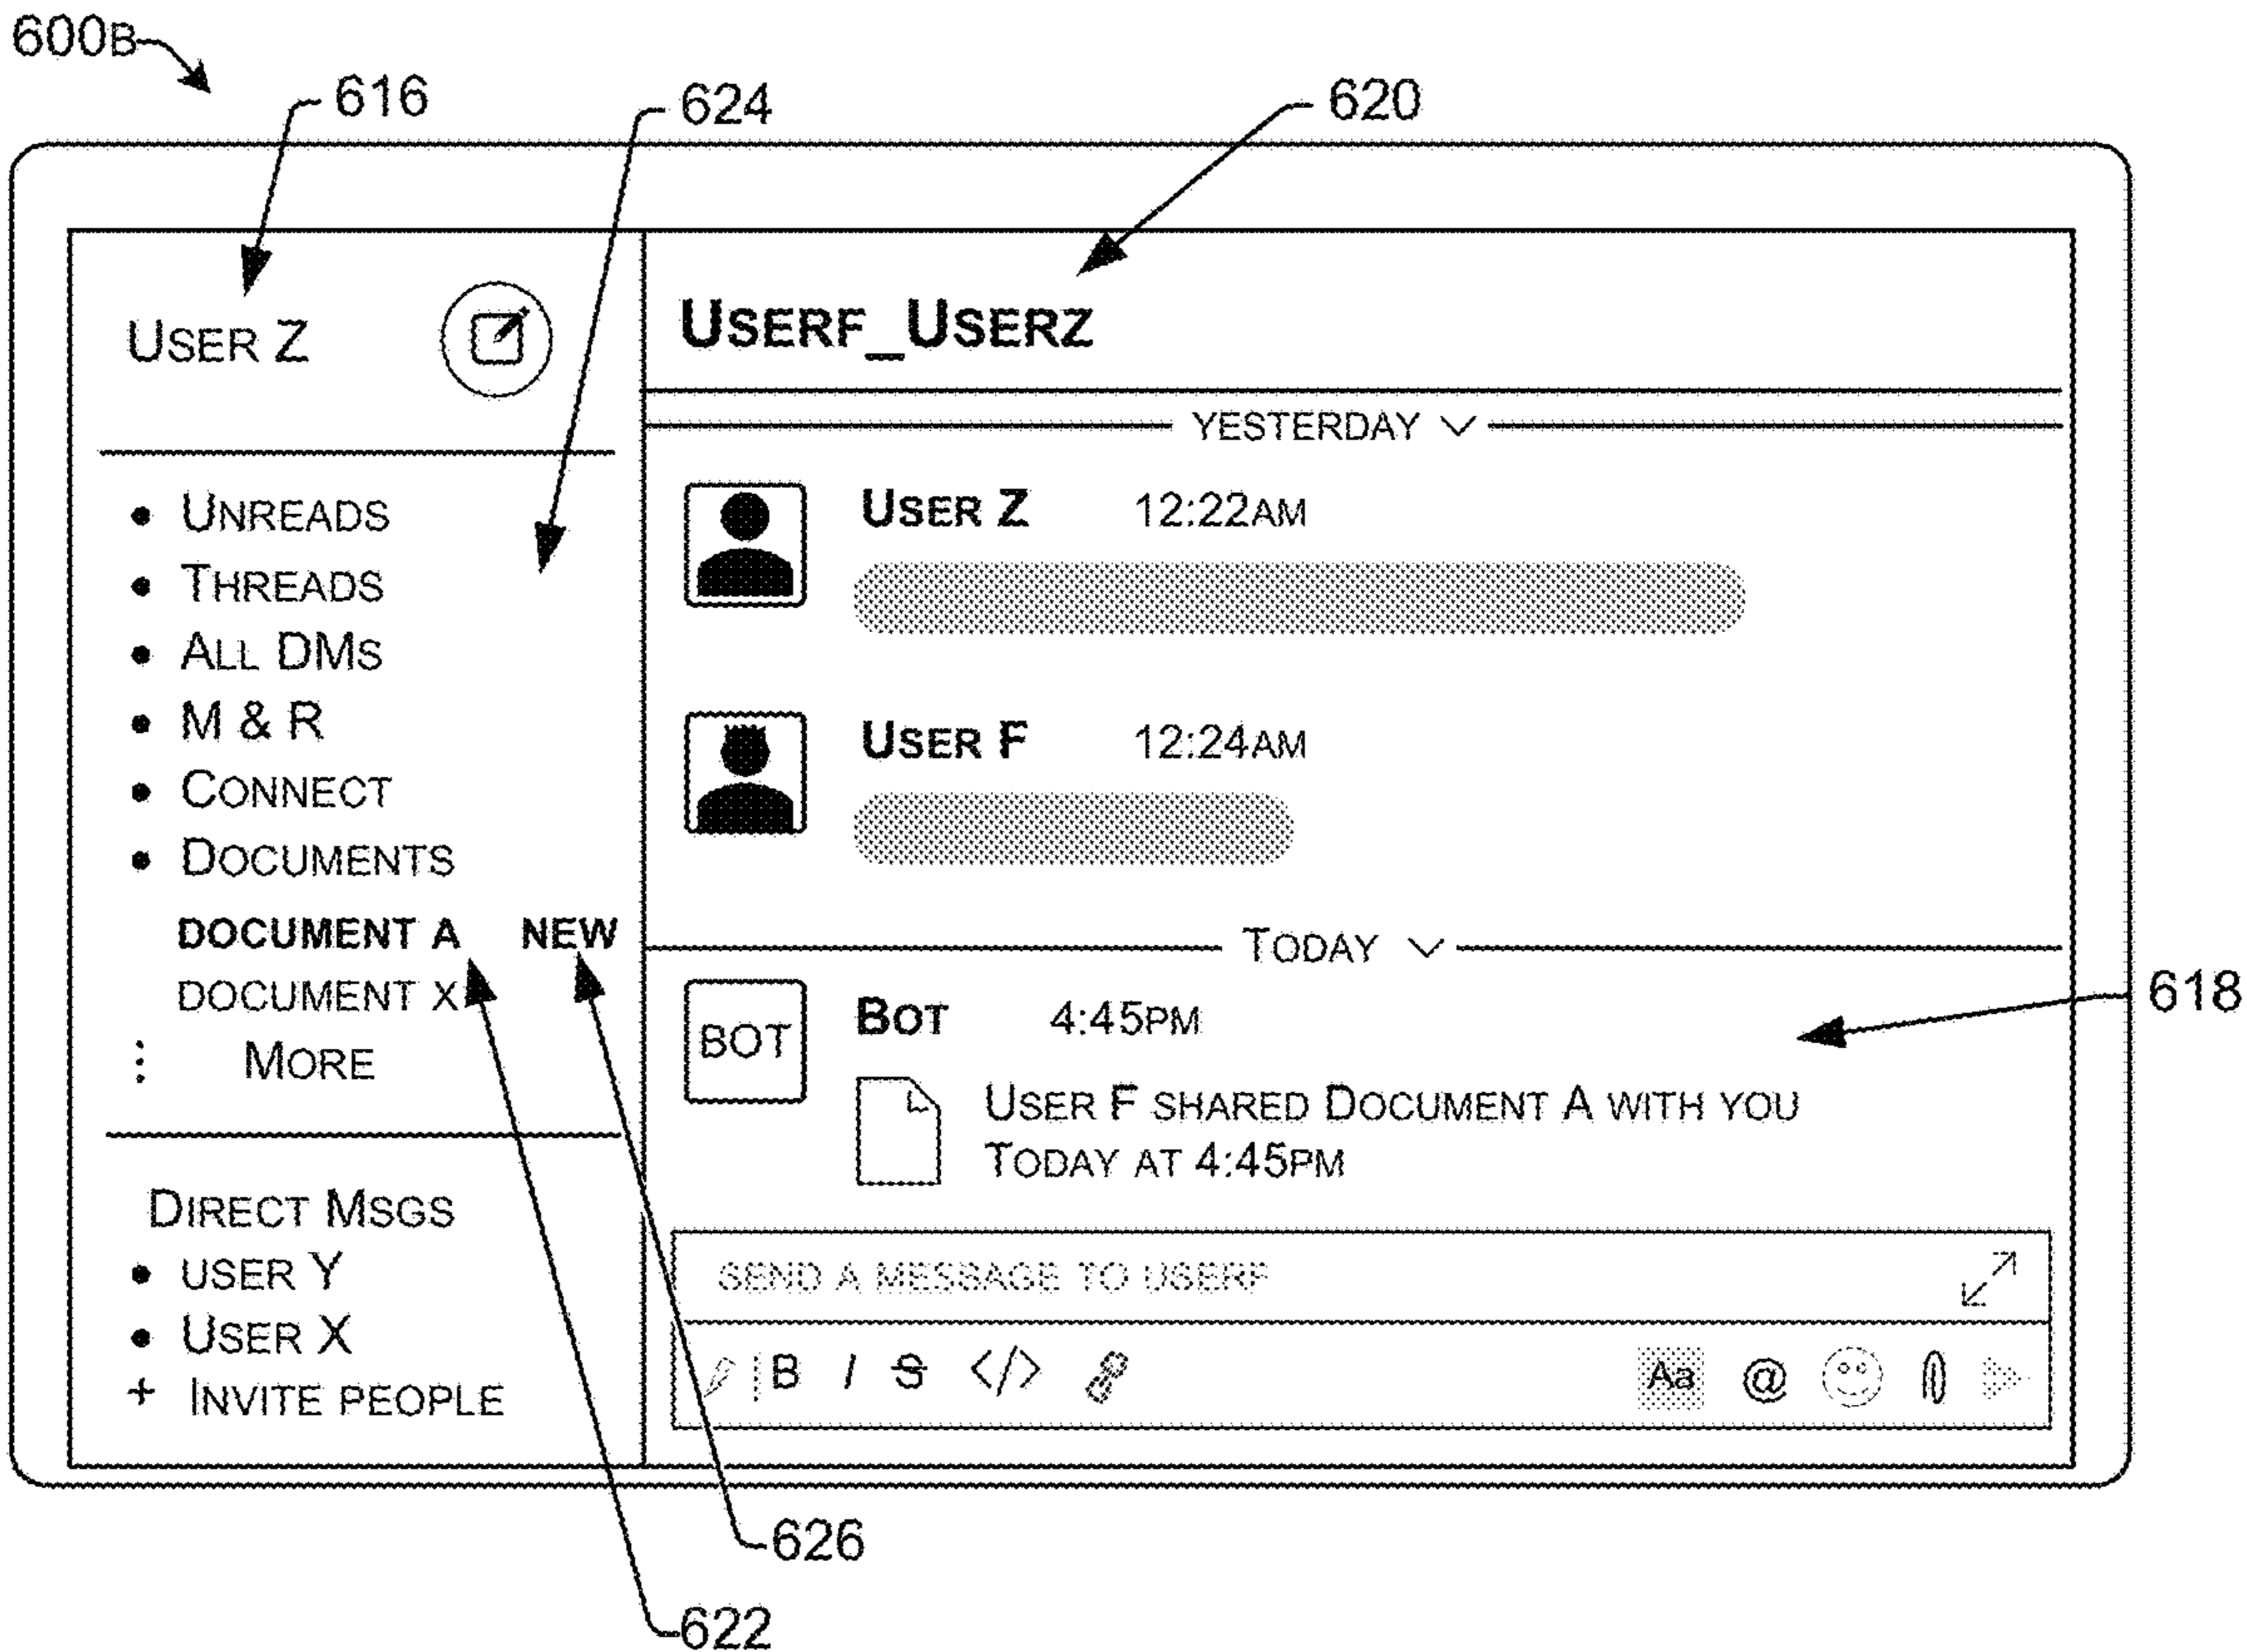 600B
616
624
620
USER Z
USERF_USERZ
YESTERDAY
• UNREADS
• THREADS
• ALL DMS
• M & R
• CONNECT
• DOCUMENTS
DOCUMENT A NEW
DOCUMENT X
⋮ MORE
DIRECT MSGS
• USER Y
• USER X
+ INVITE PEOPLE
USER Z 12:22AM
USER F 12:24AM
TODAY
BOT
BOT 4:45PM
USER F SHARED DOCUMENT A WITH YOU
TODAY AT 4:45PM
618
SEND A MESSAGE TO USERF
B I S </> Aa @
626
622